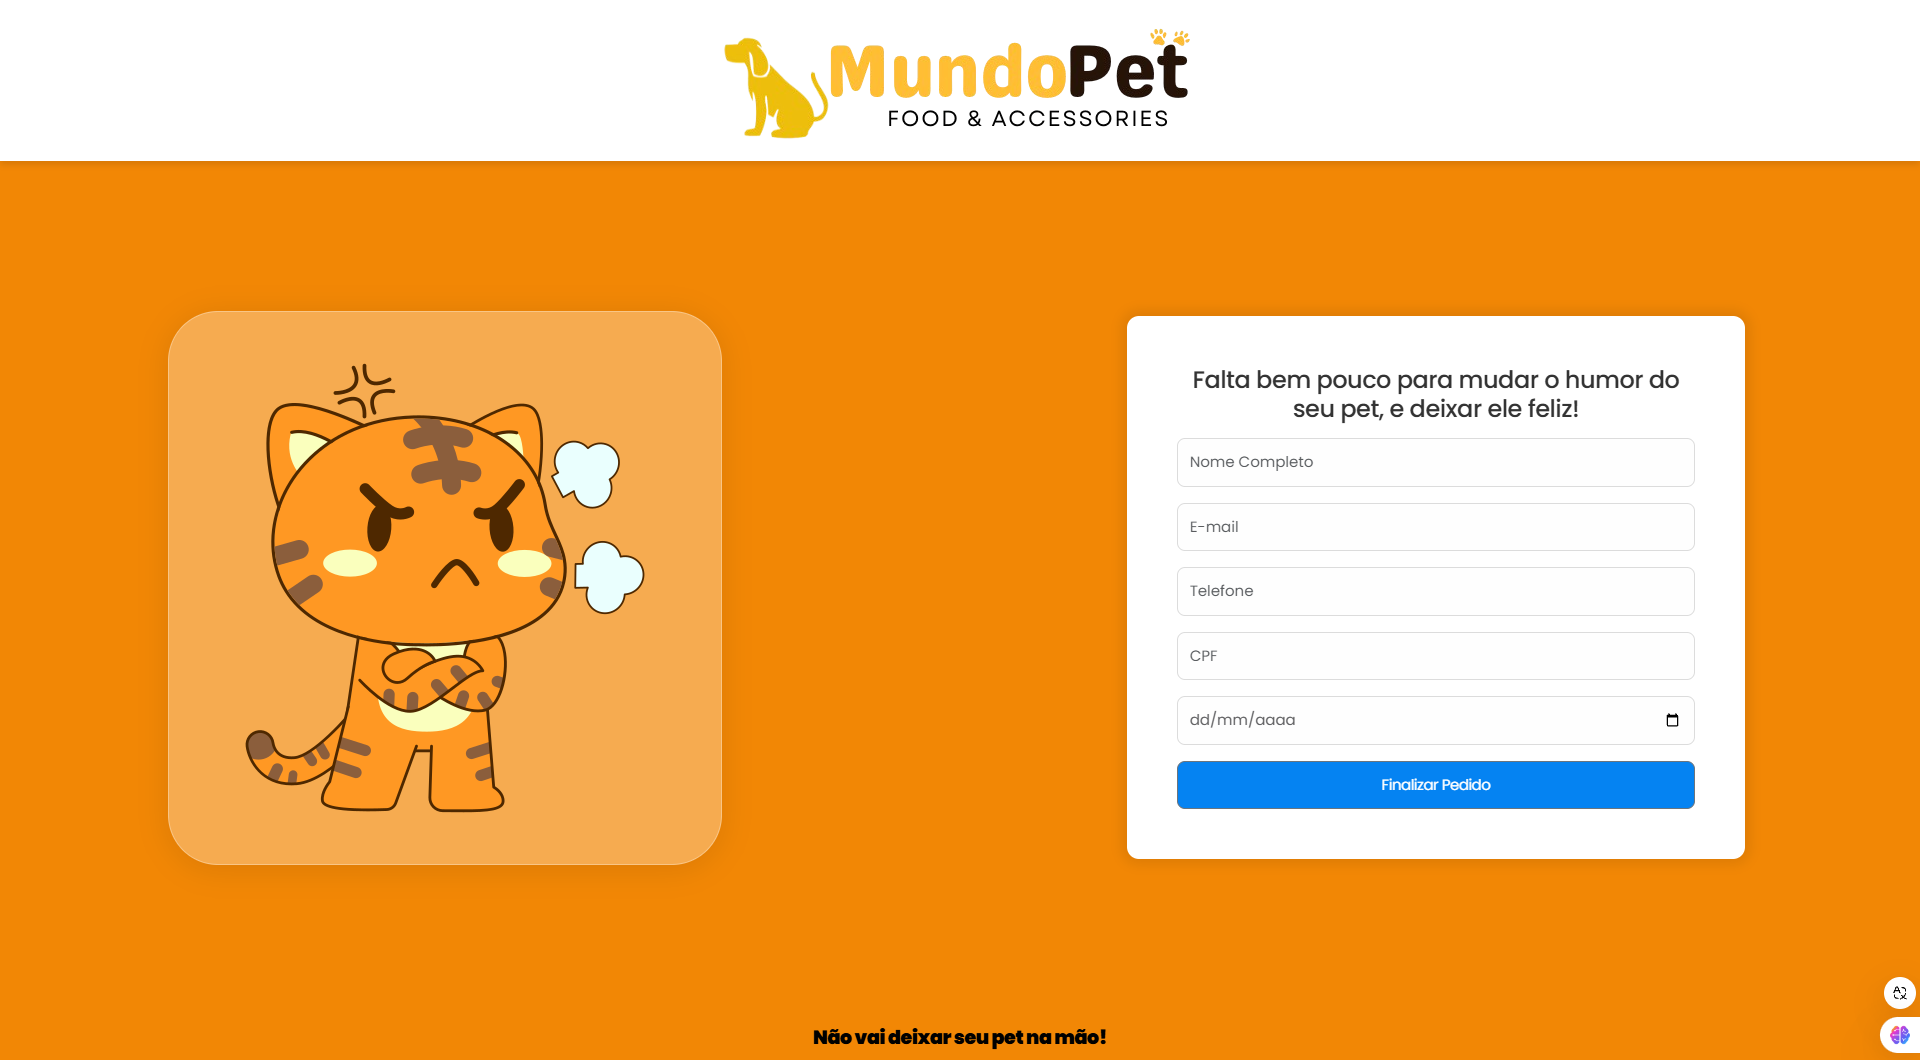 MundoPet
FOOD & ACCESSORIES
Falta bem pouco para mudar o humor do
seu pet, e deixar ele feliz!
Nome Completo
E-mail
Telefone
CPF
dd/mm/aaaa
Finalizar Pedido
Não vai deixar seu pet na mão!